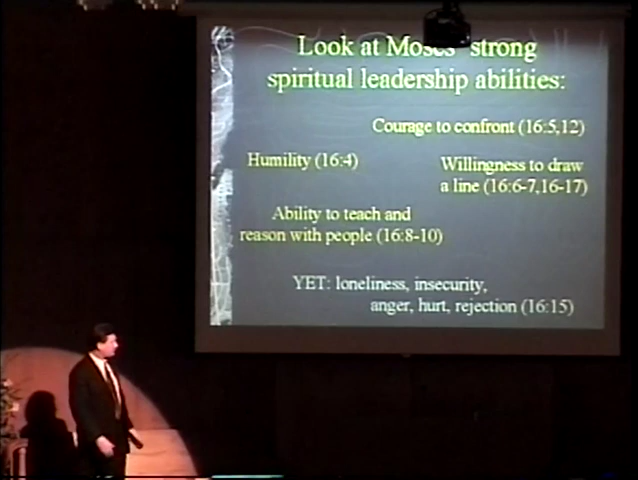 Look at Moses' strong
spiritual leadership abilities:
Courage to confront (16:5,12)
Humility (16:4)
Willingness to draw
a line (16:6-7,16-17)
Ability to teach and
reason with people (16:8-10)
YET: loneliness, insecurity,
anger, hurt, rejection (16:15)